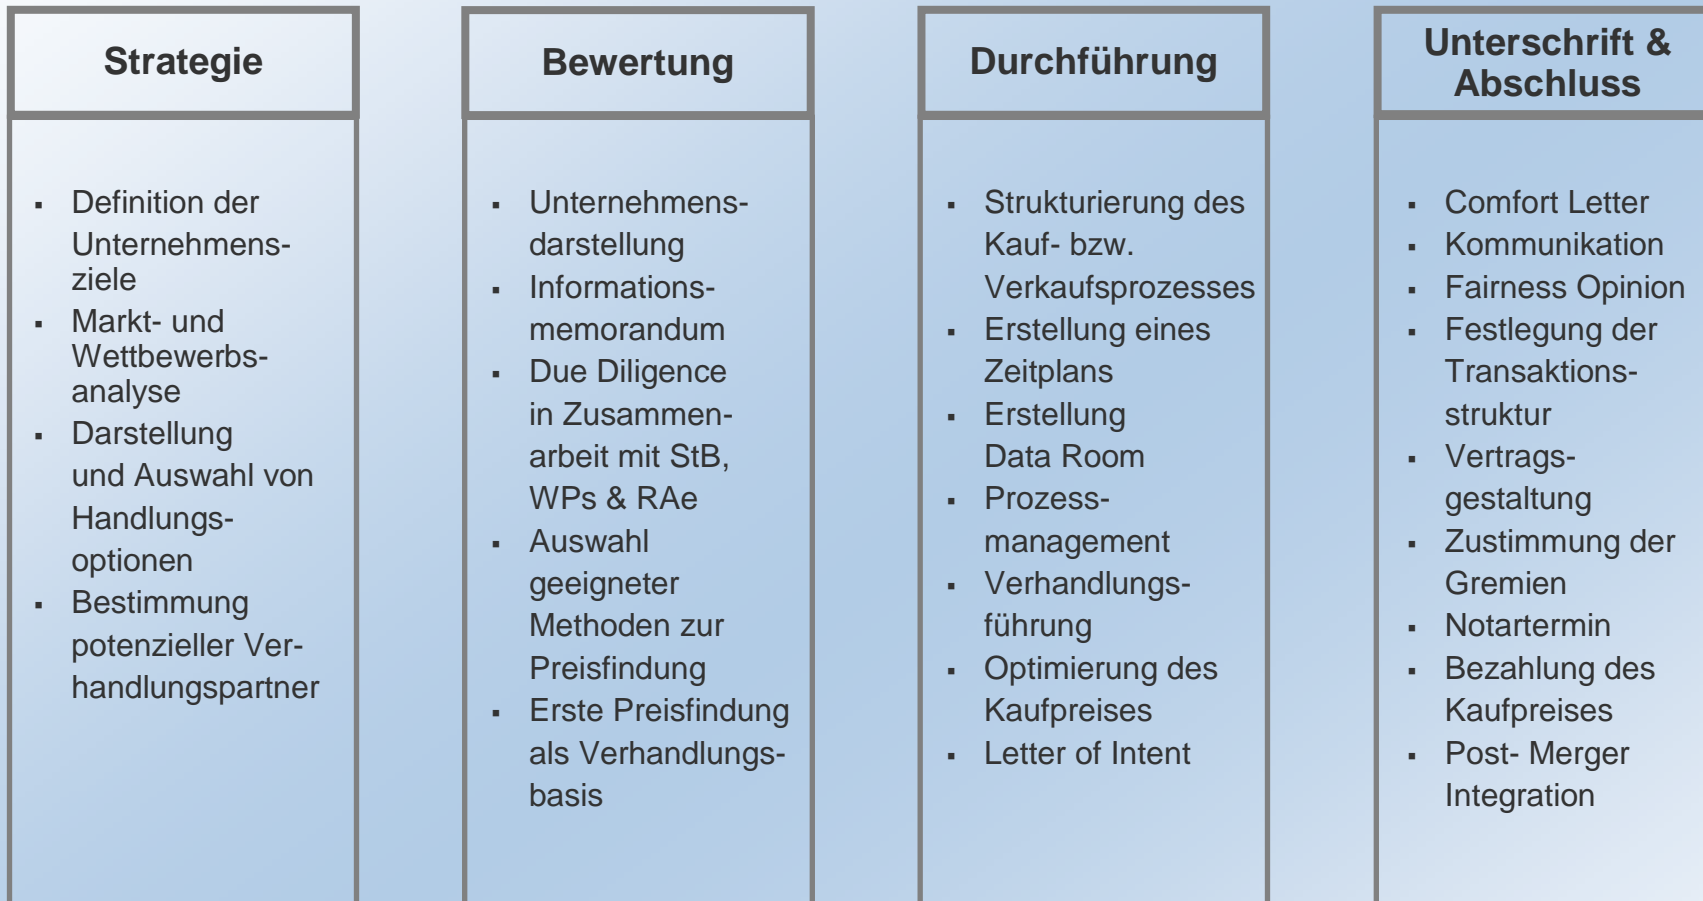 Strategie
▪ Definition der
Unternehmens-
ziele
▪ Markt- und
Wettbewerbs-
analyse
▪ Darstellung
und Auswahl von
Handlungs-
optionen
▪ Bestimmung
potenzieller Ver-
handlungspartner
Bewertung
▪ Unternehmens-
darstellung
▪ Informations-
memorandum
▪ Due Diligence
in Zusammen-
arbeit mit StB,
WPs & RAe
▪ Auswahl
geeigneter
Methoden zur
Preisfindung
▪ Erste Preisfindung
als Verhandlungs-
basis
Durchführung
▪ Strukturierung des
Kauf- bzw.
Verkaufsprozesses
▪ Erstellung eines
Zeitplans
▪ Erstellung
Data Room
▪ Prozess-
management
▪ Verhandlungs-
führung
▪ Optimierung des
Kaufpreises
▪ Letter of Intent
Unterschrift &
Abschluss
▪ Comfort Letter
▪ Kommunikation
▪ Fairness Opinion
▪ Festlegung der
Transaktions-
struktur
▪ Vertrags-
gestaltung
▪ Zustimmung der
Gremien
▪ Notartermin
▪ Bezahlung des
Kaufpreises
▪ Post- Merger
Integration